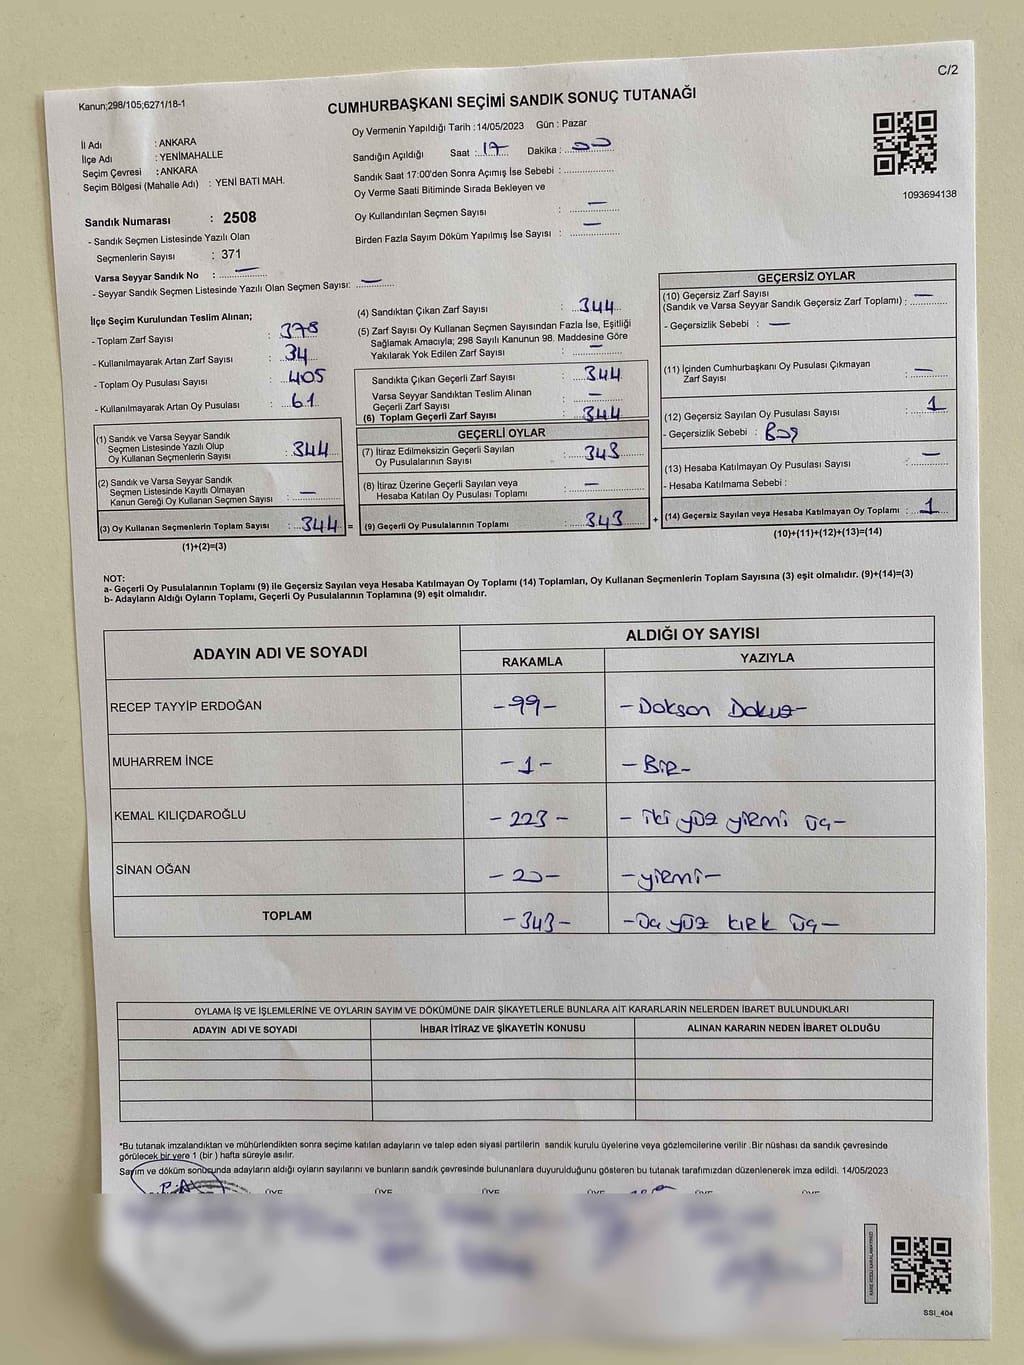 C/2
Kanun;298/105;6271/18-1
CUMHURBAŞKANI SEÇİMİ SANDIK SONUÇ TUTANAĞI
İl Adı : ANKARA
İlçe Adı : YENİMAHALLE
Seçim Çevresi : ANKARA
Seçim Bölgesi (Mahalle Adı) : YENİ BATI MAH.
Sandık Numarası : 2508
- Sandık Seçmen Listesinde Yazılı Olan
Seçmenlerin Sayısı : 371
Varsa Seyyar Sandık No : —
- Seyyar Sandık Seçmen Listesinde Yazılı Olan Seçmen Sayısı: —
Oy Vermenin Yapıldığı Tarih :14/05/2023 Gün : Pazar
Sandığın Açıldığı Saat : 17 Dakika : 00
Sandık Saat 17:00'den Sonra Açımış İse Sebebi :
Oy Verme Saati Bitiminde Sırada Bekleyen ve
Oy Kullandırılan Seçmen Sayısı : —
Birden Fazla Sayım Döküm Yapılmış İse Sayısı : —
1093694138
İlçe Seçim Kurulundan Teslim Alınan;
- Toplam Zarf Sayısı : 378
- Kullanılmayarak Artan Zarf Sayısı : 34
- Toplam Oy Pusulası Sayısı : 405
- Kullanılmayarak Artan Oy Pusulası : 61
(1) Sandık ve Varsa Seyyar Sandık
Seçmen Listesinde Yazılı Olup
Oy Kullanan Seçmenlerin Sayısı : 344
(2) Sandık ve Varsa Seyyar Sandık
Seçmen Listesinde Kayıtlı Olmayan
Kanun Gereği Oy Kullanan Seçmen Sayısı : —
(3) Oy Kullanan Seçmenlerin Toplam Sayısı : 344 =
(1)+(2)=(3)
(4) Sandıktan Çıkan Zarf Sayısı : 344
(5) Zarf Sayısı Oy Kullanan Seçmen Sayısından Fazla İse, Eşitliği
Sağlamak Amacıyla; 298 Sayılı Kanunun 98. Maddesine Göre
Yakılarak Yok Edilen Zarf Sayısı : —
Sandıkta Çıkan Geçerli Zarf Sayısı : 344
Varsa Seyyar Sandıktan Teslim Alınan
Geçerli Zarf Sayısı : —
(6) Toplam Geçerli Zarf Sayısı : 344
GEÇERLİ OYLAR
(7) İtiraz Edilmeksizin Geçerli Sayılan
Oy Pusulalarının Sayısı : 343
(8) İtiraz Üzerine Geçerli Sayılan veya
Hesaba Katılan Oy Pusulası Toplamı : —
(9) Geçerli Oy Pusulalarının Toplamı : 343 +
GEÇERSİZ OYLAR
(10) Geçersiz Zarf Sayısı
(Sandık ve Varsa Seyyar Sandık Geçersiz Zarf Toplamı) : —
- Geçersizlik Sebebi : —
(11) İçinden Cumhurbaşkanı Oy Pusulası Çıkmayan
Zarf Sayısı : —
(12) Geçersiz Sayılan Oy Pusulası Sayısı : 1
- Geçersizlik Sebebi : Boş
(13) Hesaba Katılmayan Oy Pusulası Sayısı : —
- Hesaba Katılmama Sebebi :
(14) Geçersiz Sayılan veya Hesaba Katılmayan Oy Toplamı : 1
(10)+(11)+(12)+(13)=(14)
NOT:
a- Geçerli Oy Pusulalarının Toplamı (9) ile Geçersiz Sayılan veya Hesaba Katılmayan Oy Toplamı (14) Toplamları, Oy Kullanan Seçmenlerin Toplam Sayısına (3) eşit olmalıdır. (9)+(14)=(3)
b- Adayların Aldığı Oyların Toplamı, Geçerli Oy Pusulalarının Toplamına (9) eşit olmalıdır.
ADAYIN ADI VE SOYADI ALDIĞI OY SAYISI
RAKAMLA YAZIYLA
RECEP TAYYİP ERDOĞAN -99- -Doksan Dokuz-
MUHARREM İNCE -1- -Bir-
KEMAL KILIÇDAROĞLU -223- -iki yüz yirmi üç-
SİNAN OĞAN -20- -yirmi-
TOPLAM -343- -Üç yüz kırk üç-
OYLAMA İŞ VE İŞLEMLERİNE VE OYLARIN SAYIM VE DÖKÜMÜNE DAİR ŞİKAYETLERLE BUNLARA AİT KARARLARIN NELERDEN İBARET BULUNDUKLARI
ADAYIN ADI VE SOYADI İHBAR İTİRAZ VE ŞİKAYETİN KONUSU ALINAN KARARIN NEDEN İBARET OLDUĞU
*Bu tutanak imzalandıktan ve mühürlendikten sonra seçime katılan adayların ve talep eden siyasi partilerin sandık kurulu üyelerine veya gözlemcilerine verilir .Bir nüshası da sandık çevresinde
görülecek bir yere 1 (bir ) hafta süreyle asılır.
Sayım ve döküm sonucunda adayların aldığı oyların sayılarını ve bunların sandık çevresinde bulunanlara duyurulduğunu gösteren bu tutanak tarafımızdan düzenlenerek imza edildi. 14/05/2023
ÜYE ÜYE ÜYE ÜYE ÜYE ÜYE
SSI_404